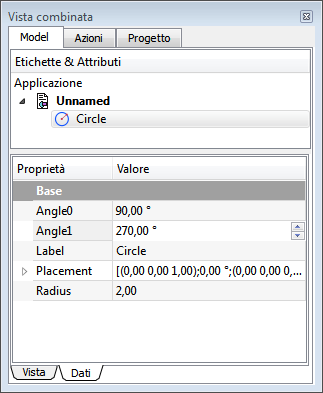 Vista combinata
Model Azioni Progetto
Etichette & Attributi
Applicazione
Unnamed
Circle
Proprietà Valore
Base
Angle0 90,00 °
Angle1 270,00 °
Label Circle
Placement [(0,00 0,00 1,00);0,00 °;(0,00 0,00 0,...
Radius 2,00
Vista Dati